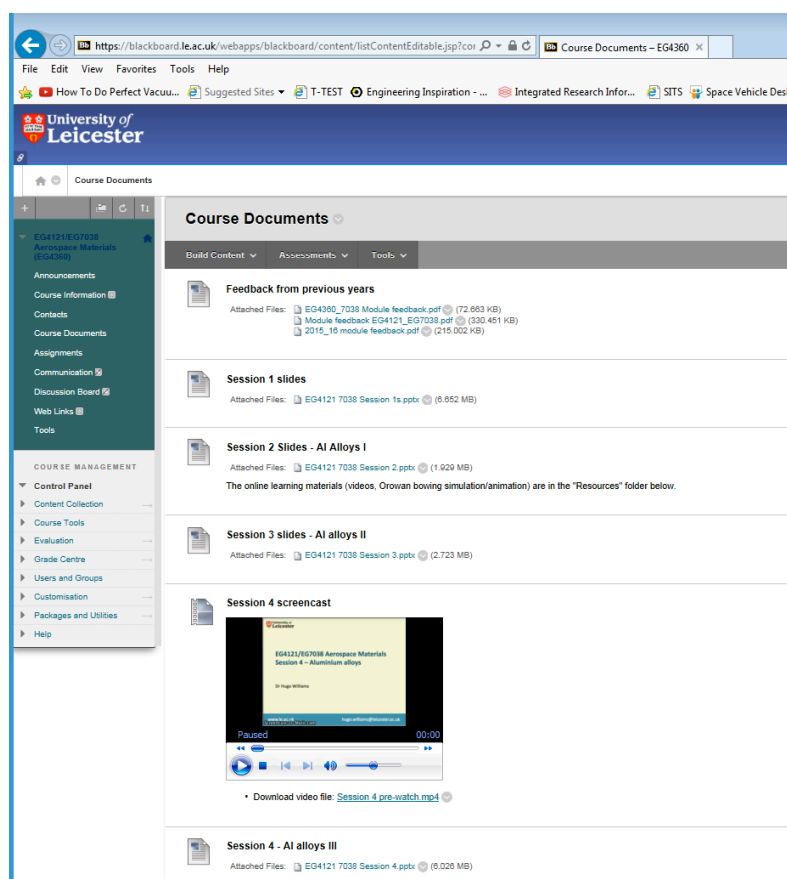 https://blackboard.le.ac.uk/webapps/blackboard/content/listContentEditable.jsp?cor
Course Documents – EG4360
File Edit View Favorites Tools Help
How To Do Perfect Vacuu... Suggested Sites T-TEST Engineering Inspiration - ... Integrated Research Infor... SITS Space Vehicle Desi
University of
Leicester
Course Documents
EG4121/EG7038
Aerospace Materials
(EG4360)
Announcements
Course Information
Contacts
Course Documents
Assignments
Communication
Discussion Board
Web Links
Tools
COURSE MANAGEMENT
Control Panel
Content Collection
Course Tools
Evaluation
Grade Centre
Users and Groups
Customisation
Packages and Utilities
Help
Course Documents
Build Content Assessments Tools
Feedback from previous years
Attached Files: EG4360_7038 Module feedback.pdf (72.663 KB)
Module feedback EG4121_EG7038.pdf (330.451 KB)
2015_16 module feedback.pdf (215.002 KB)
Session 1 slides
Attached Files: EG4121 7038 Session 1s.pptx (6.652 MB)
Session 2 Slides - Al Alloys I
Attached Files: EG4121 7038 Session 2.pptx (1.929 MB)
The online learning materials (videos, Orowan bowing simulation/animation) are in the "Resources" folder below.
Session 3 slides - Al alloys II
Attached Files: EG4121 7038 Session 3.pptx (2.723 MB)
Session 4 screencast
University of
Leicester
EG4121/EG7038 Aerospace Materials
Session 4 – Aluminium alloys
Dr Hugo Williams
www.le.ac.uk
hugo.williams@leicester.ac.uk
Paused 00:00
• Download video file: Session 4 pre-watch.mp4
Session 4 - Al alloys III
Attached Files: EG4121 7038 Session 4.pptx (6.026 MB)